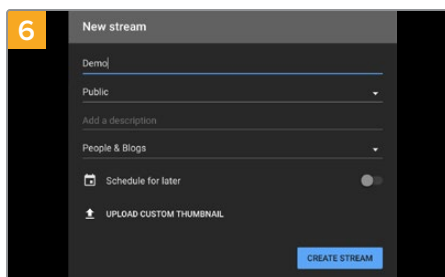 6
New stream
Demo
Public
Add a description
People & Blogs
Schedule for later
UPLOAD CUSTOM THUMBNAIL
CREATE STREAM